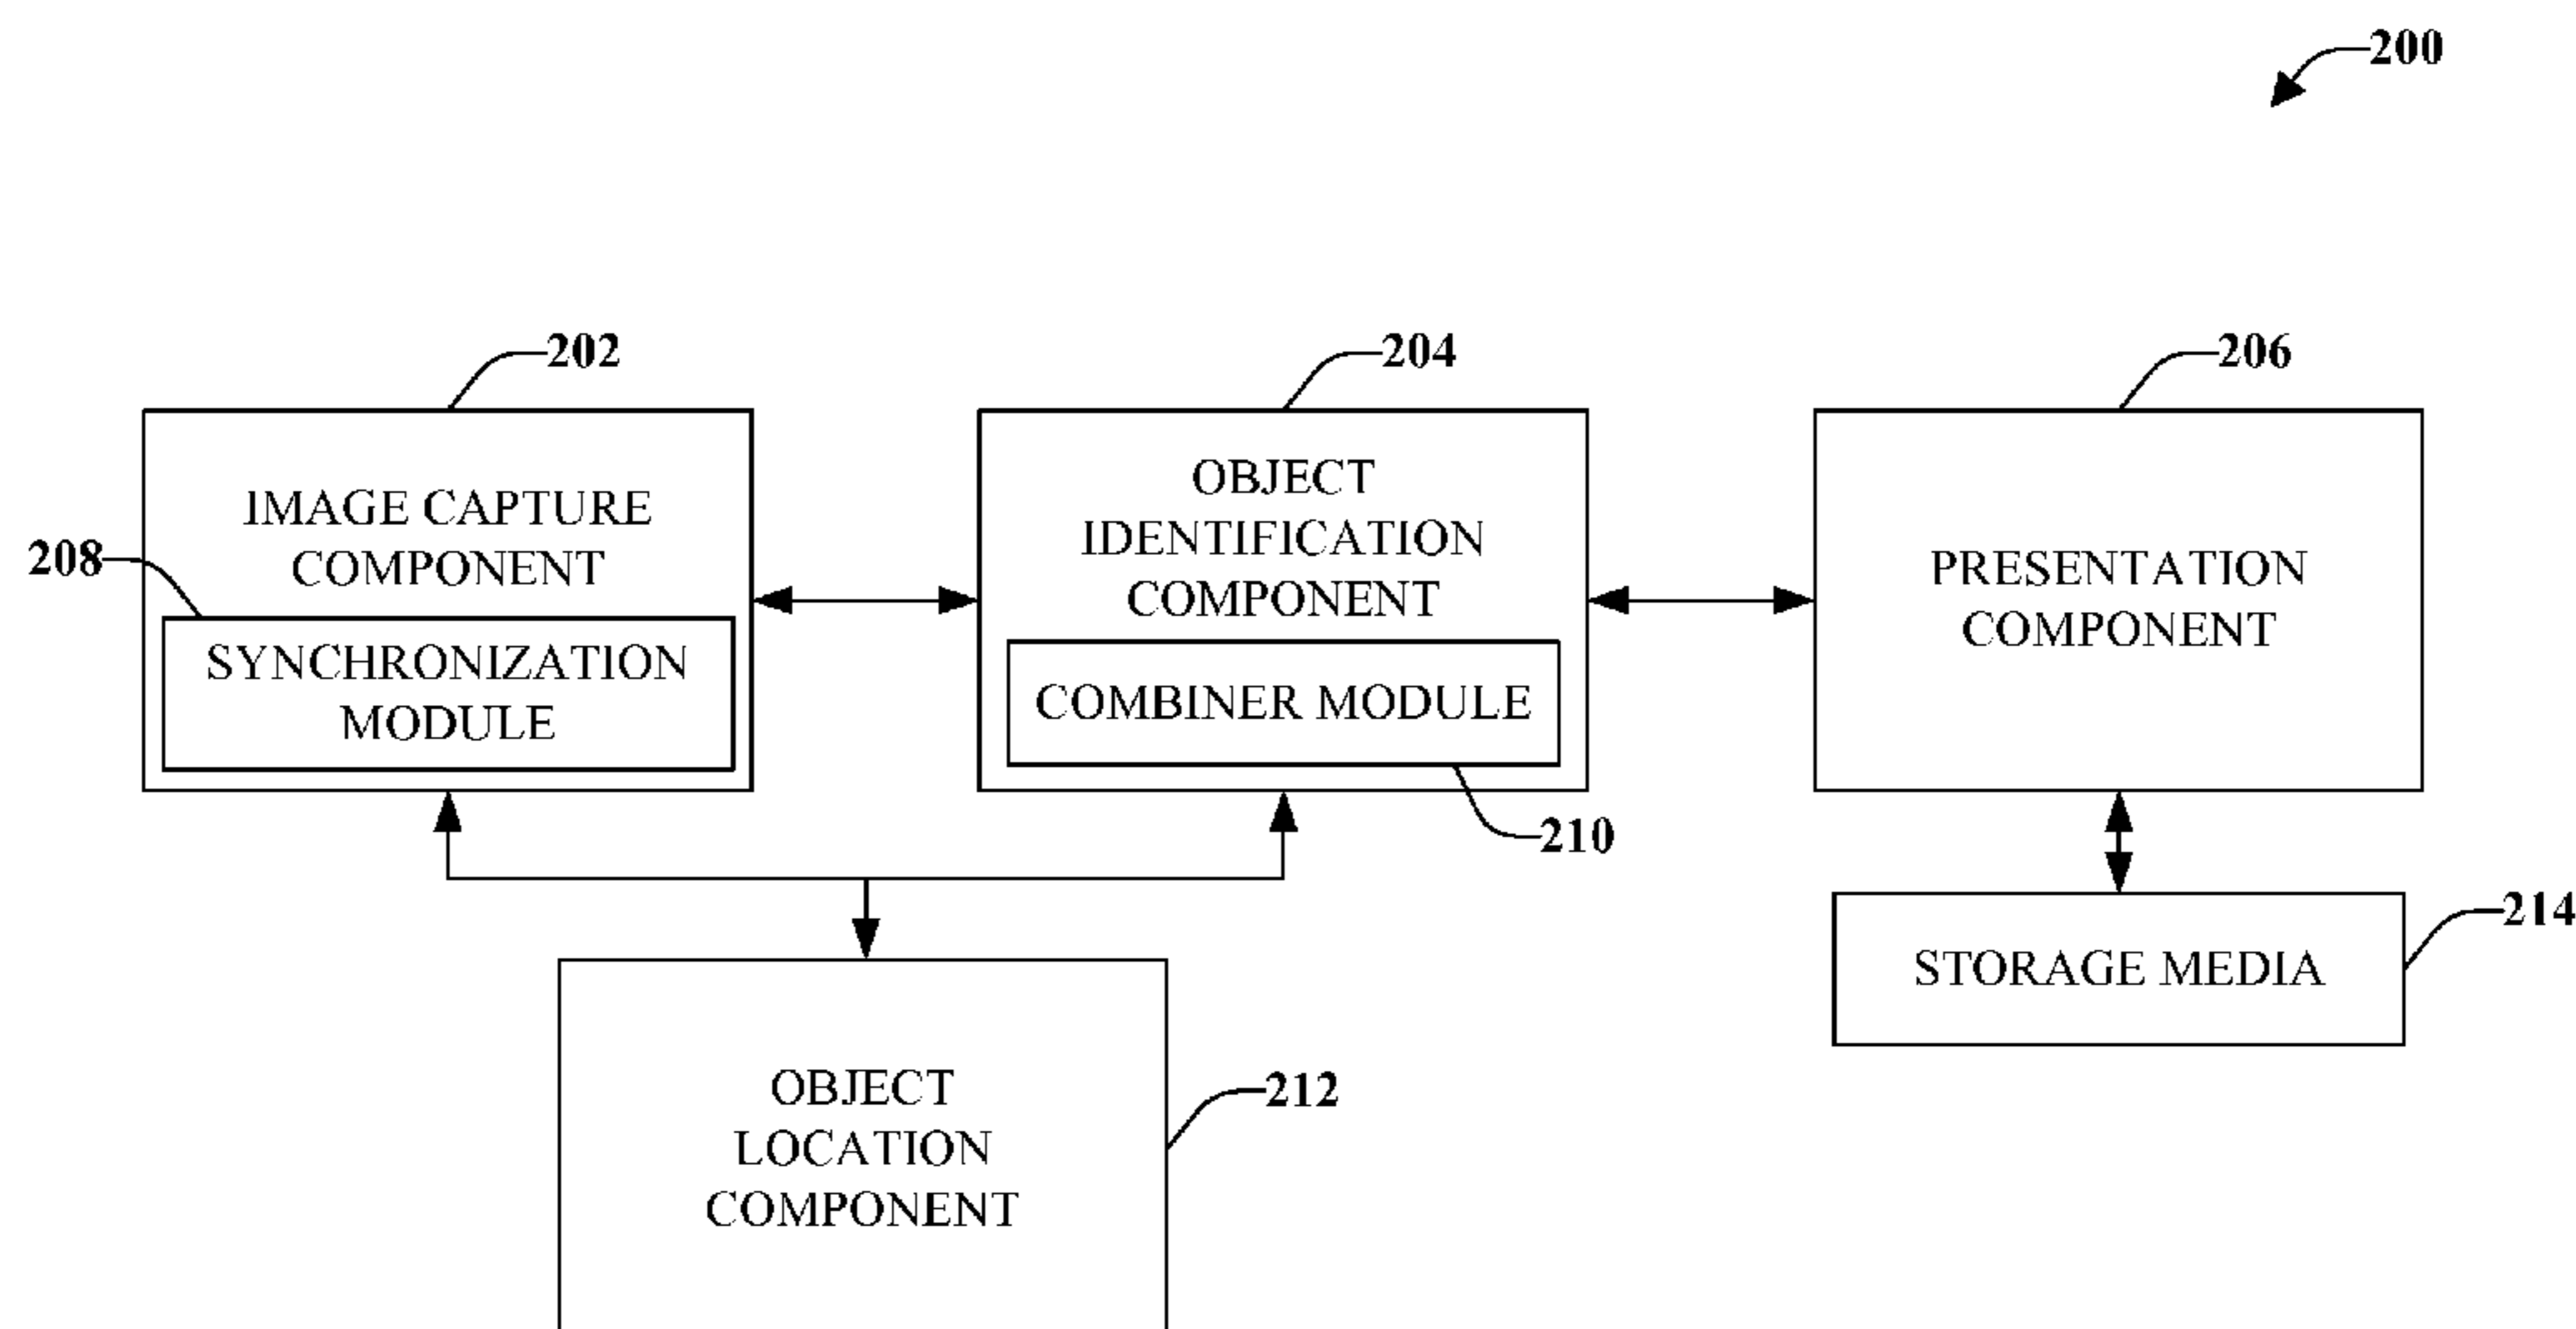 200
202
204
206
IMAGE CAPTURE
COMPONENT
208
SYNCHRONIZATION
MODULE
OBJECT
IDENTIFICATION
COMPONENT
COMBINER MODULE
210
PRESENTATION
COMPONENT
STORAGE MEDIA
214
OBJECT
LOCATION
COMPONENT
212